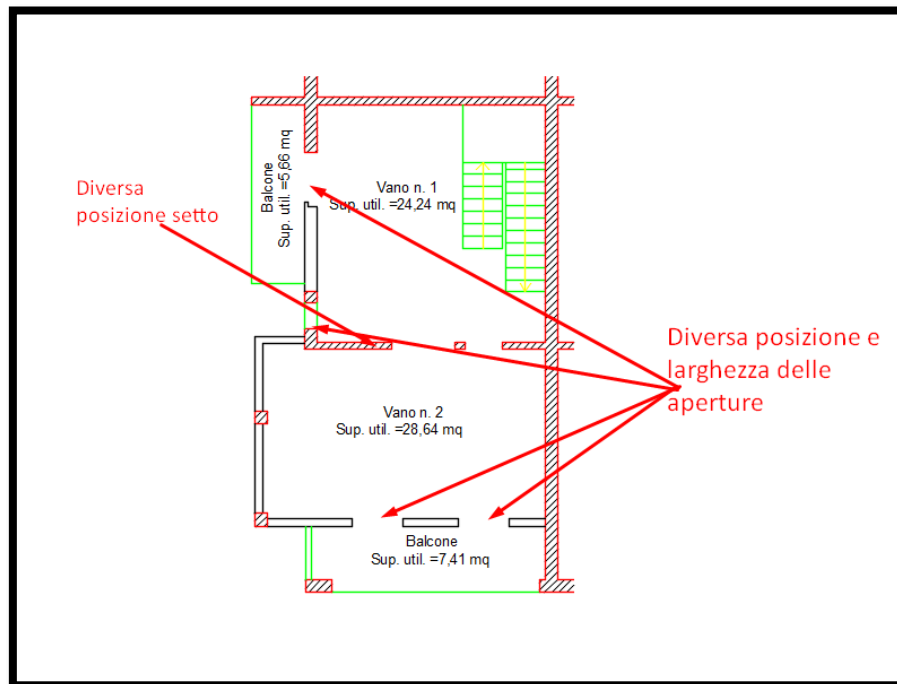 Balcone
Sup. util. =5,66 mq
Vano n. 1
Sup. util. =24,24 mq
Diversa
posizione setto
Diversa posizione e
larghezza delle
aperture
Vano n. 2
Sup. util. =28,64 mq
Balcone
Sup. util. =7,41 mq